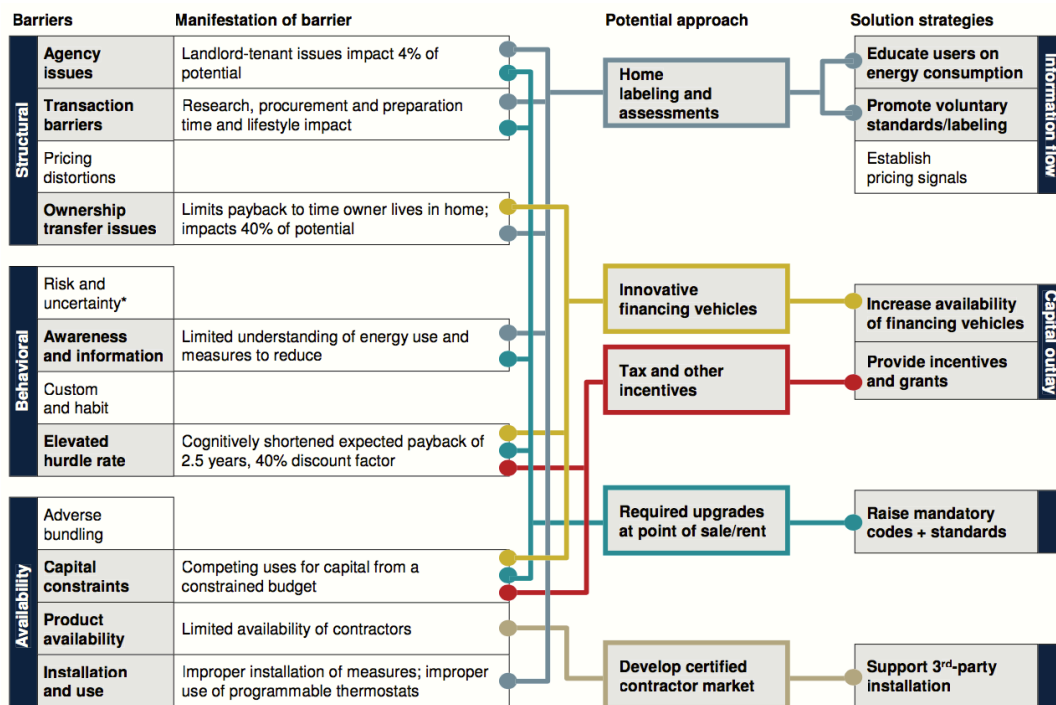 Barriers
Manifestation of barrier
Potential approach
Solution strategies
Structural
Agency
issues
Landlord-tenant issues impact 4% of
potential
Transaction
barriers
Research, procurement and preparation
time and lifestyle impact
Pricing
distortions
Ownership
transfer issues
Limits payback to time owner lives in home;
impacts 40% of potential
Behavioral
Risk and
uncertainty*
Awareness
and information
Limited understanding of energy use and
measures to reduce
Custom
and habit
Elevated
hurdle rate
Cognitively shortened expected payback of
2.5 years, 40% discount factor
Availability
Adverse
bundling
Capital
constraints
Competing uses for capital from a
constrained budget
Product
availability
Limited availability of contractors
Installation
and use
Improper installation of measures; improper
use of programmable thermostats
Home
labeling and
assessments
Innovative
financing vehicles
Tax and other
incentives
Required upgrades
at point of sale/rent
Develop certified
contractor market
Educate users on
energy consumption
Promote voluntary
standards/labeling
Establish
pricing signals
Information flow
Increase availability
of financing vehicles
Provide incentives
and grants
Capital outlay
Raise mandatory
codes + standards
Support 3rd-party
installation